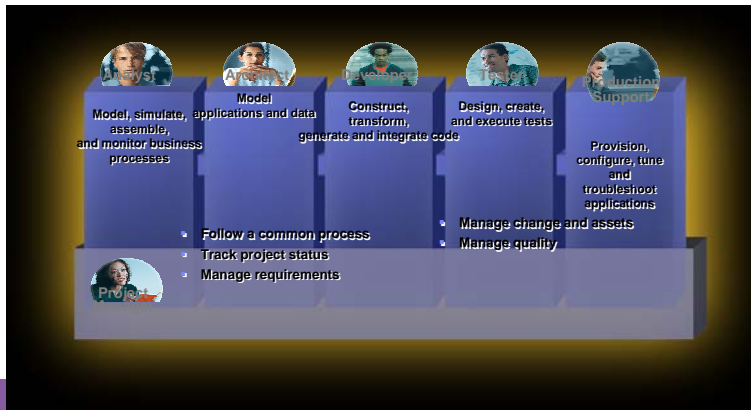 Analyst
Architect
Developer
Tester
Production
Support
Model, simulate,
assemble,
and monitor business
processes
Model
applications and data
Construct,
transform,
generate and integrate code
Design, create,
and execute tests
Provision,
configure, tune
and
troubleshoot
applications
Follow a common process
Track project status
Manage requirements
Manage change and assets
Manage quality
Project